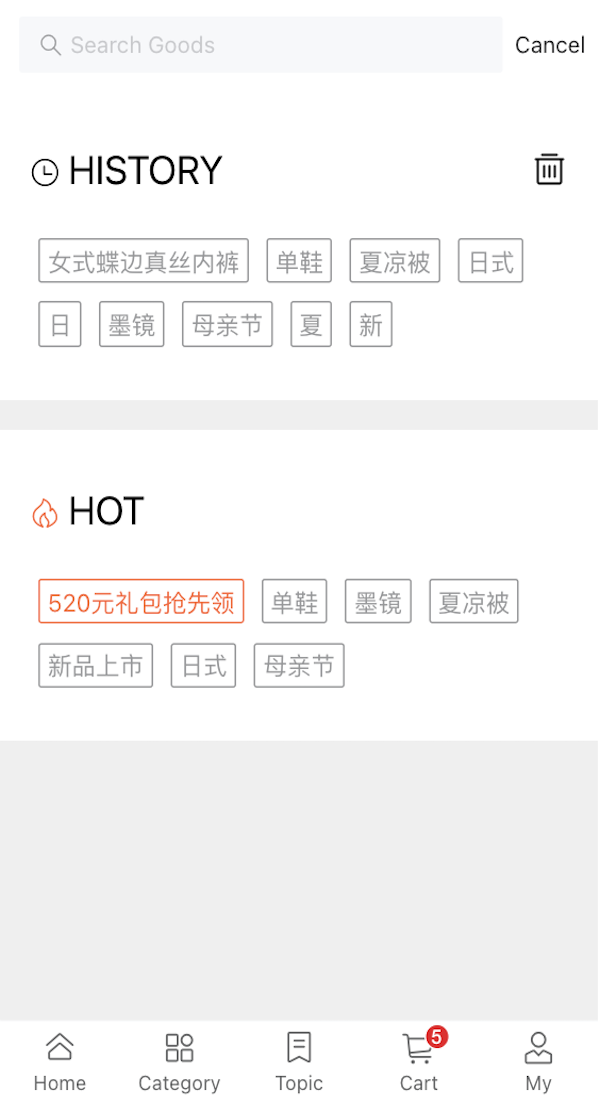 Search Goods Cancel
HISTORY
女式蝶边真丝内裤 单鞋 夏凉被 日式
日 墨镜 母亲节 夏 新
HOT
520元礼包抢先领 单鞋 墨镜 夏凉被
新品上市 日式 母亲节
5
Home Category Topic Cart My